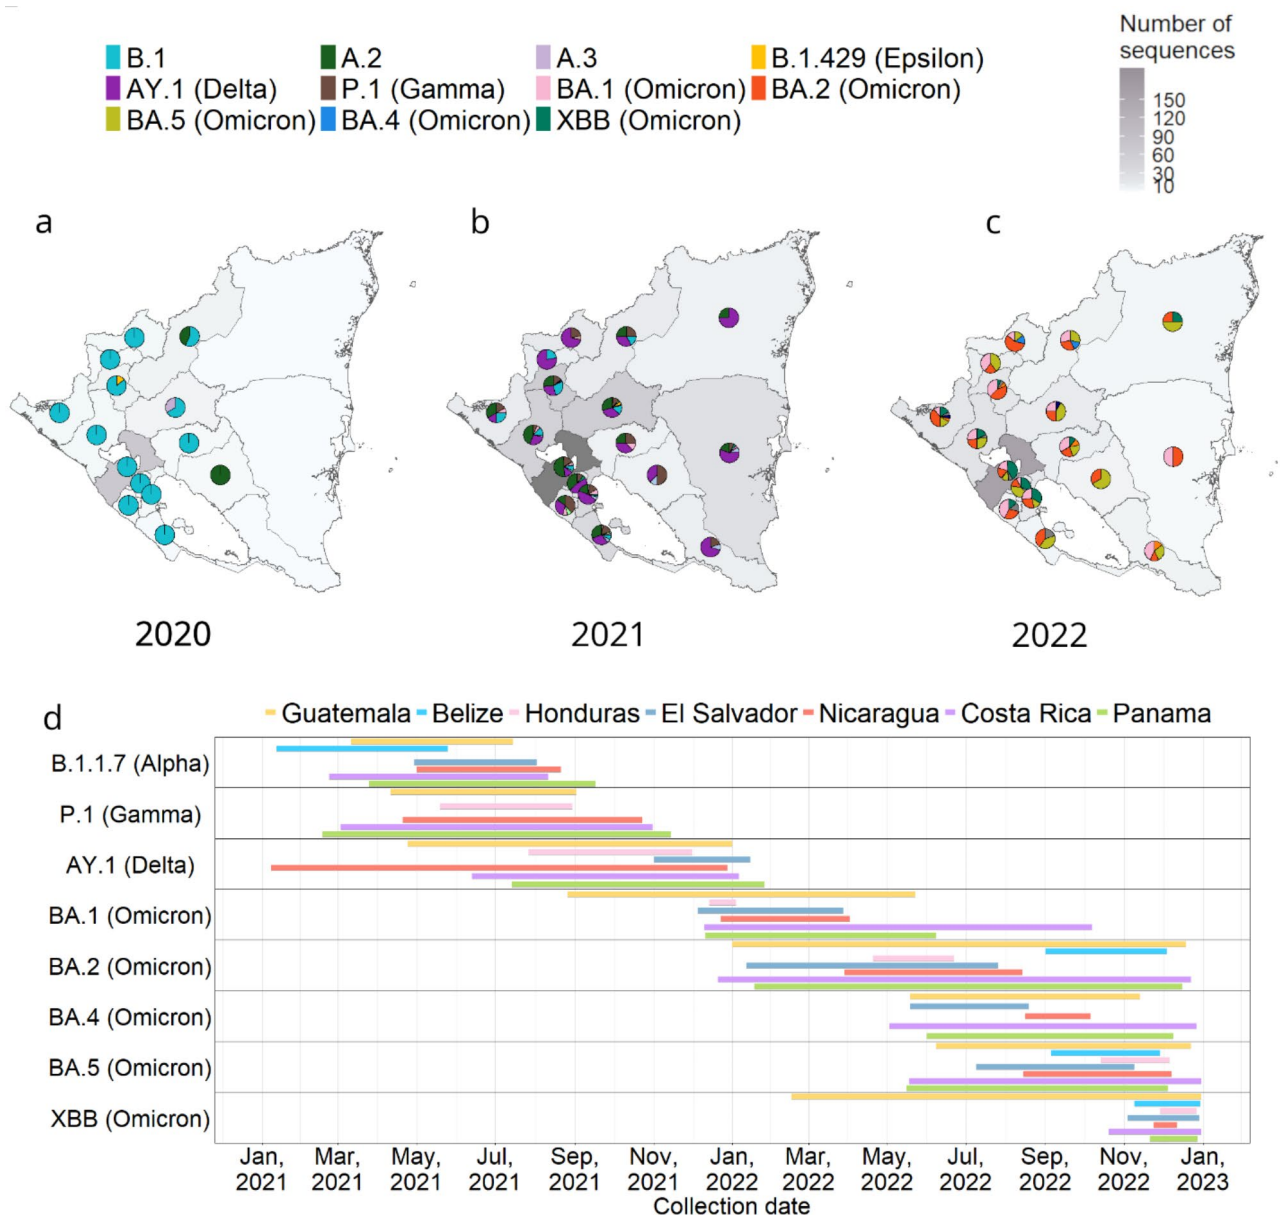 Number of
sequences
B.1 A.2 A.3 B.1.429 (Epsilon)
AY.1 (Delta) P.1 (Gamma) BA.1 (Omicron) BA.2 (Omicron)
BA.5 (Omicron) BA.4 (Omicron) XBB (Omicron)
150
120
90
60
30
10
a b c
2020 2021 2022
d
Guatemala Belize Honduras El Salvador Nicaragua Costa Rica Panama
B.1.1.7 (Alpha)
P.1 (Gamma)
AY.1 (Delta)
BA.1 (Omicron)
BA.2 (Omicron)
BA.4 (Omicron)
BA.5 (Omicron)
XBB (Omicron)
Jan, Mar, May, Jul, Sep, Nov, Jan, Mar, May, Jul, Sep, Nov, Jan,
2021 2021 2021 2021 2021 2021 2022 2022 2022 2022 2022 2022 2023
Collection date